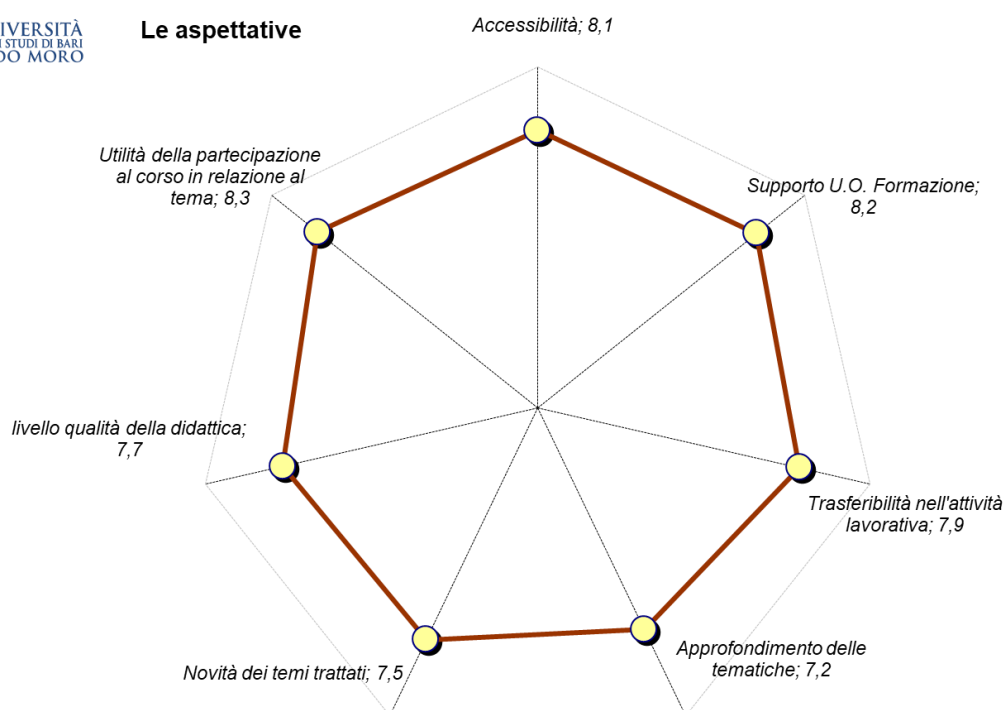 IVERSITÀ
I STUDI DI BARI
DO MORO
Le aspettative
Accessibilità; 8,1
Utilità della partecipazione
al corso in relazione al
tema; 8,3
Supporto U.O. Formazione;
8,2
livello qualità della didattica;
7,7
Trasferibilità nell'attività
lavorativa; 7,9
Novità dei temi trattati; 7,5
Approfondimento delle
tematiche; 7,2